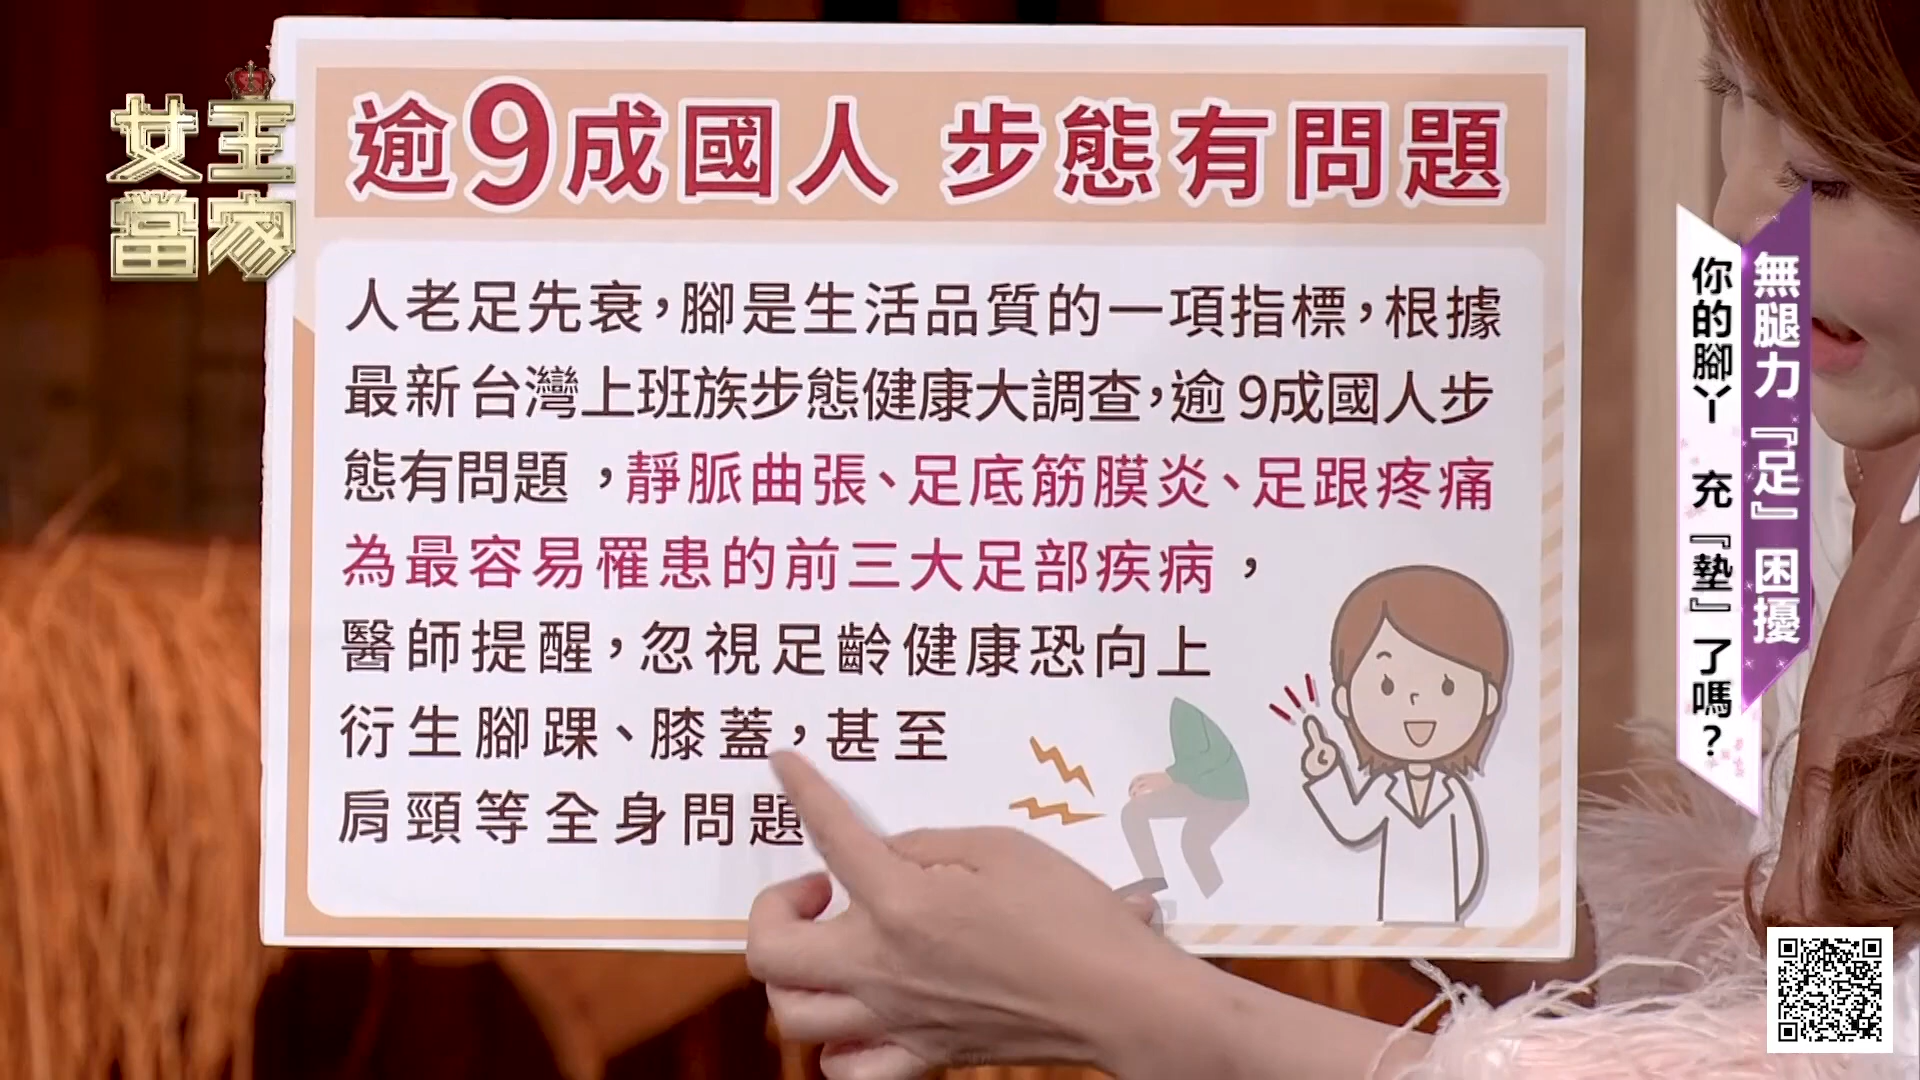 女王
當家
逾9成國人 步態有問題
人老足先衰,腳是生活品質的一項指標,根據
最新台灣上班族步態健康大調查,逾9成國人步
態有問題,靜脈曲張、足底筋膜炎、足跟疼痛
為最容易罹患的前三大足部疾病,
醫師提醒,忽視足齡健康恐向上
衍生腳踝、膝蓋,甚至
肩頸等全身問題
無腿力『足』困擾
你的腳丫 充『墊』了嗎?